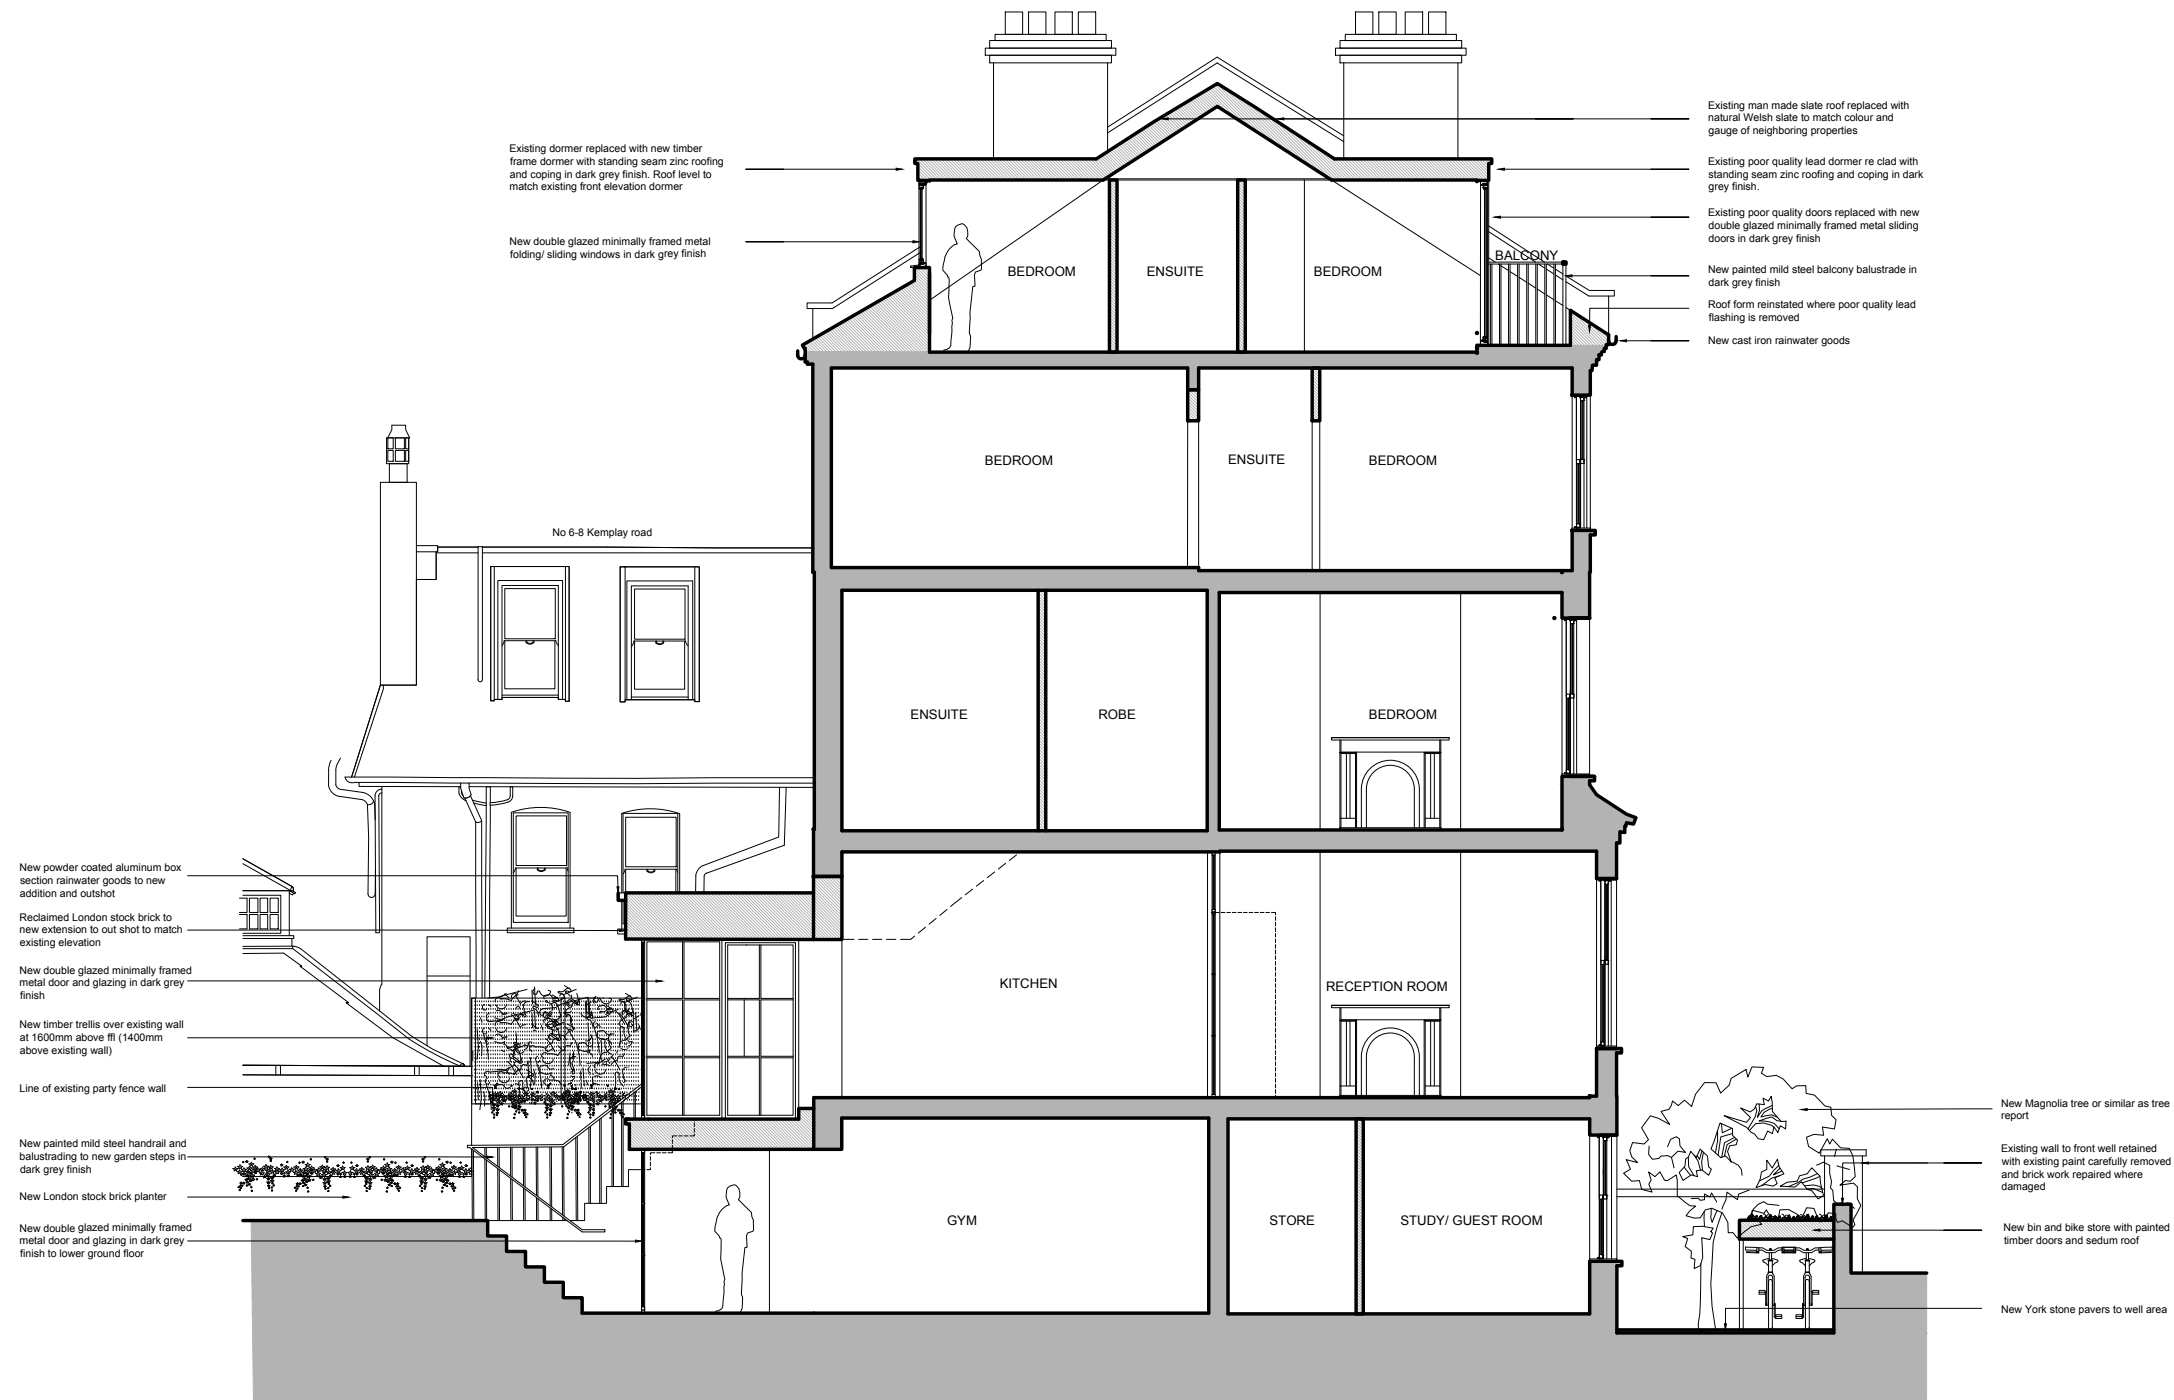 Existing man made slate roof replaced with
natural Welsh slate to match colour and
gauge of neighboring properties
Existing dormer replaced with new timber
frame dormer with standing seam zinc roofing
and coping in dark grey finish. Roof level to
match existing front elevation dormer
Existing poor quality lead dormer re clad with
standing seam zinc roofing and coping in dark
grey finish.
Existing poor quality doors replaced with new
double glazed minimally framed metal sliding
doors in dark grey finish
New double glazed minimally framed metal
folding/ sliding windows in dark grey finish
BALCONY
BEDROOM
ENSUITE
BEDROOM
New painted mild steel balcony balustrade in
dark grey finish
Roof form reinstated where poor quality lead
flashing is removed
New cast iron rainwater goods
BEDROOM
ENSUITE
BEDROOM
No 6-8 Kemplay road
ENSUITE
ROBE
BEDROOM
New powder coated aluminum box
section rainwater goods to new
addition and outshot
Reclaimed London stock brick to
new extension to out shot to match
existing elevation
New double glazed minimally framed
metal door and glazing in dark grey
finish
KITCHEN
RECEPTION ROOM
New timber trellis over existing wall
at 1600mm above ffl (1400mm
above existing wall)
Line of existing party fence wall
New Magnolia tree or similar as tree
report
New painted mild steel handrail and
balustrading to new garden steps in
dark grey finish
Existing wall to front well retained
with existing paint carefully removed
and brick work repaired where
damaged
New London stock brick planter
GYM
STORE
STUDY/ GUEST ROOM
New double glazed minimally framed
metal door and glazing in dark grey
finish to lower ground floor
New bin and bike store with painted
timber doors and sedum roof
New York stone pavers to well area